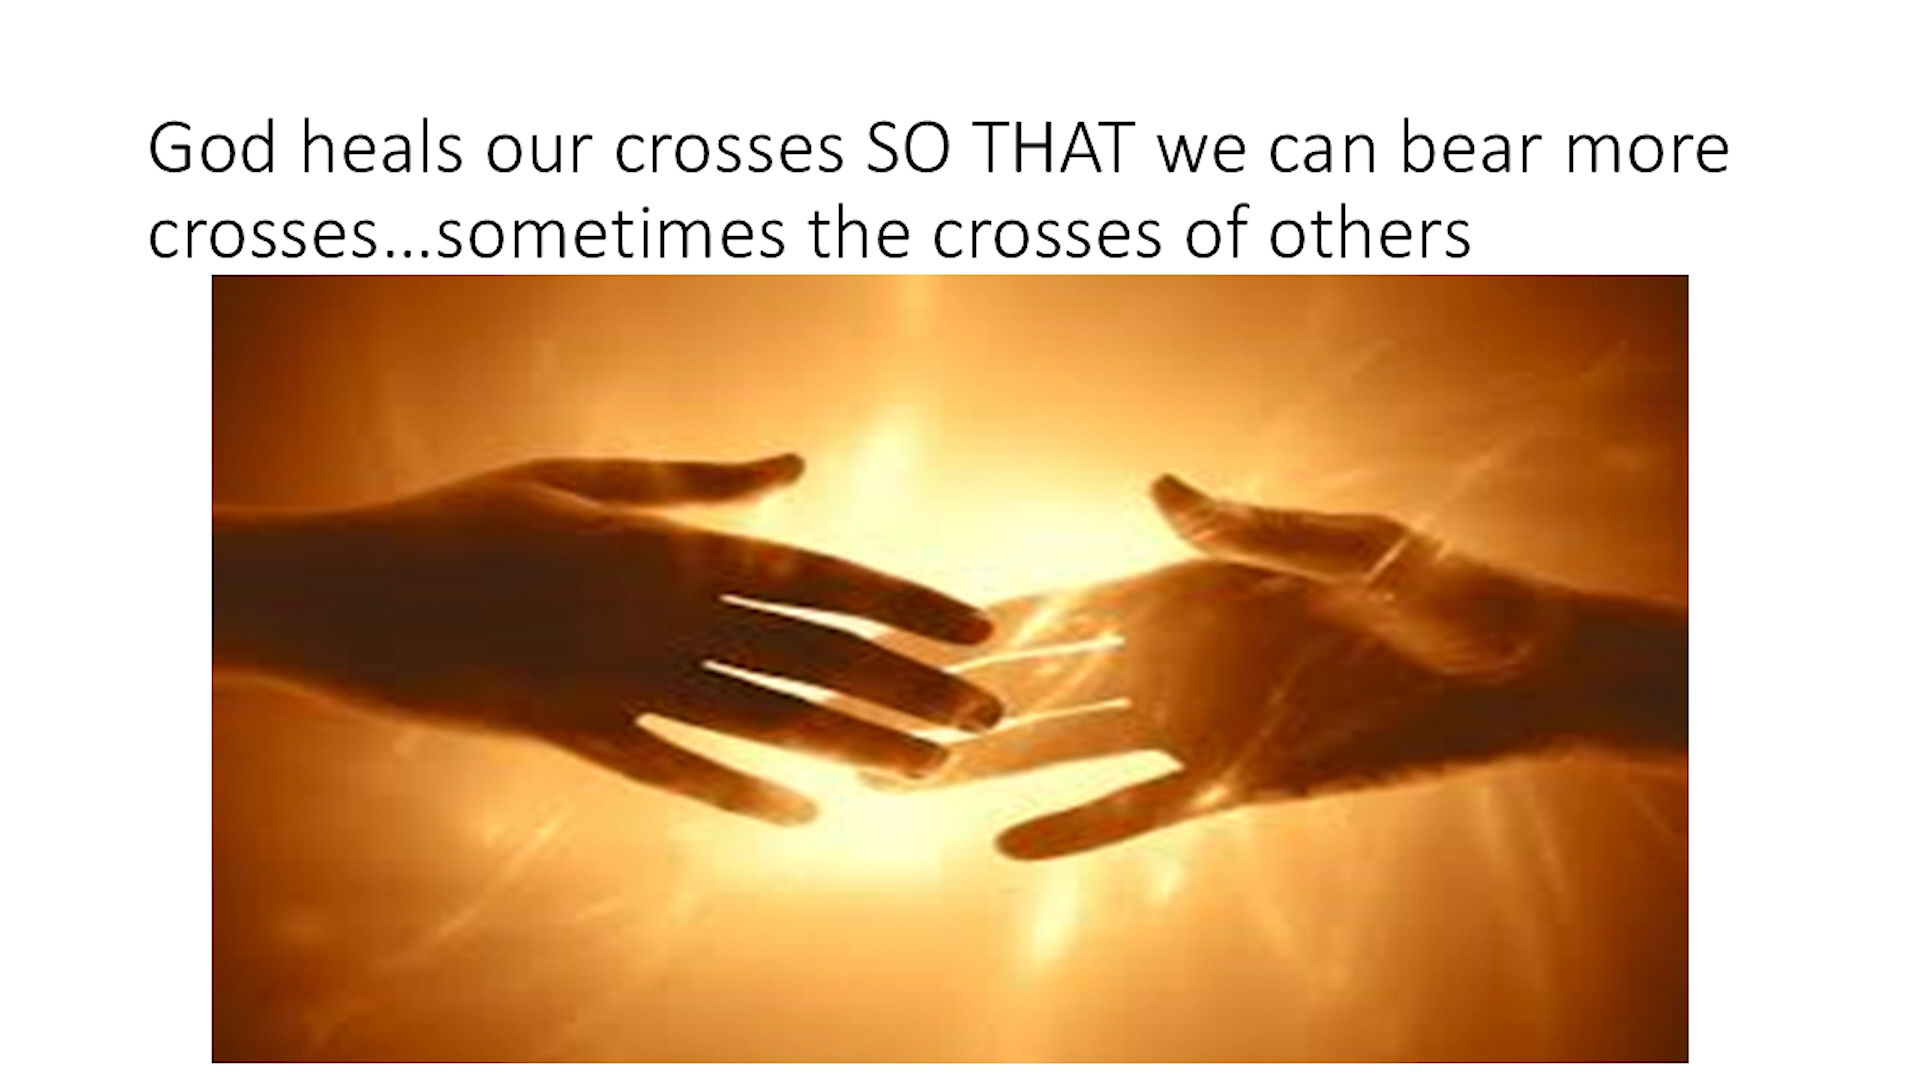 God heals our crosses SO THAT we can bear more
crosses...sometimes the crosses of others